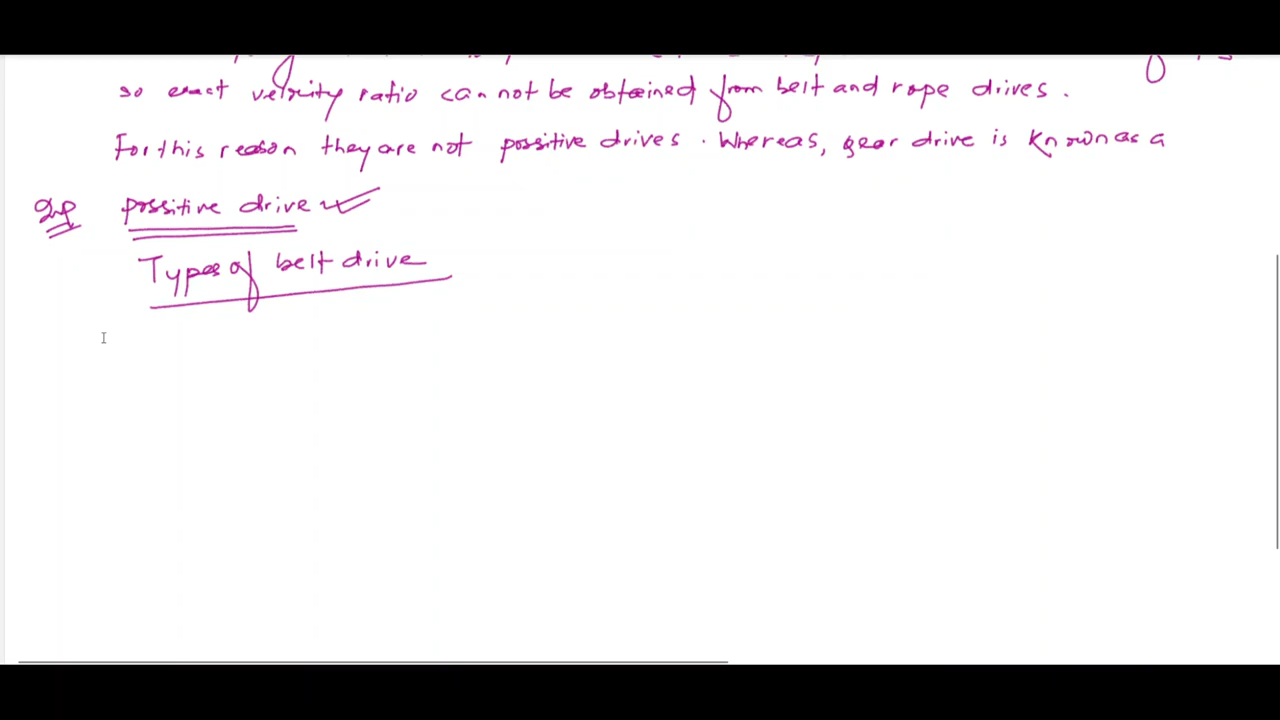 so exact velocity ratio can not be obtained from belt and rope drives.
For this reason they are not possitive drives. Whereas, gear drive is known as a
Imp possitive drive
Types of belt drive